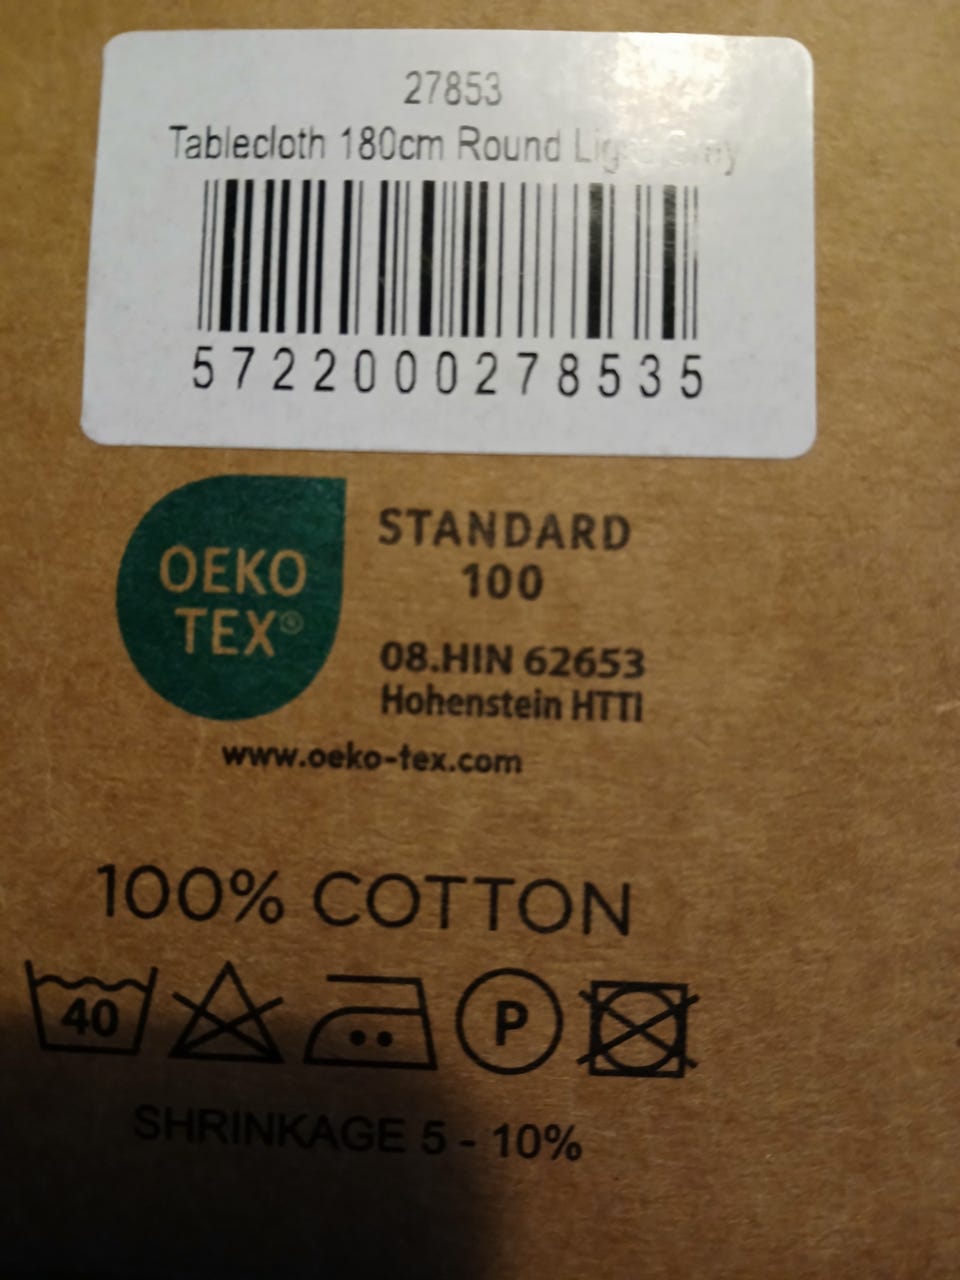 27853
Tablecloth 180cm Round
5722000278535
OEKO
TEX®
STANDARD
100
08.HIN 62653
Hohenstein HTTI
www.oeko-tex.com
100% COTTON
40
P
SHRINKAGE 5 - 10%